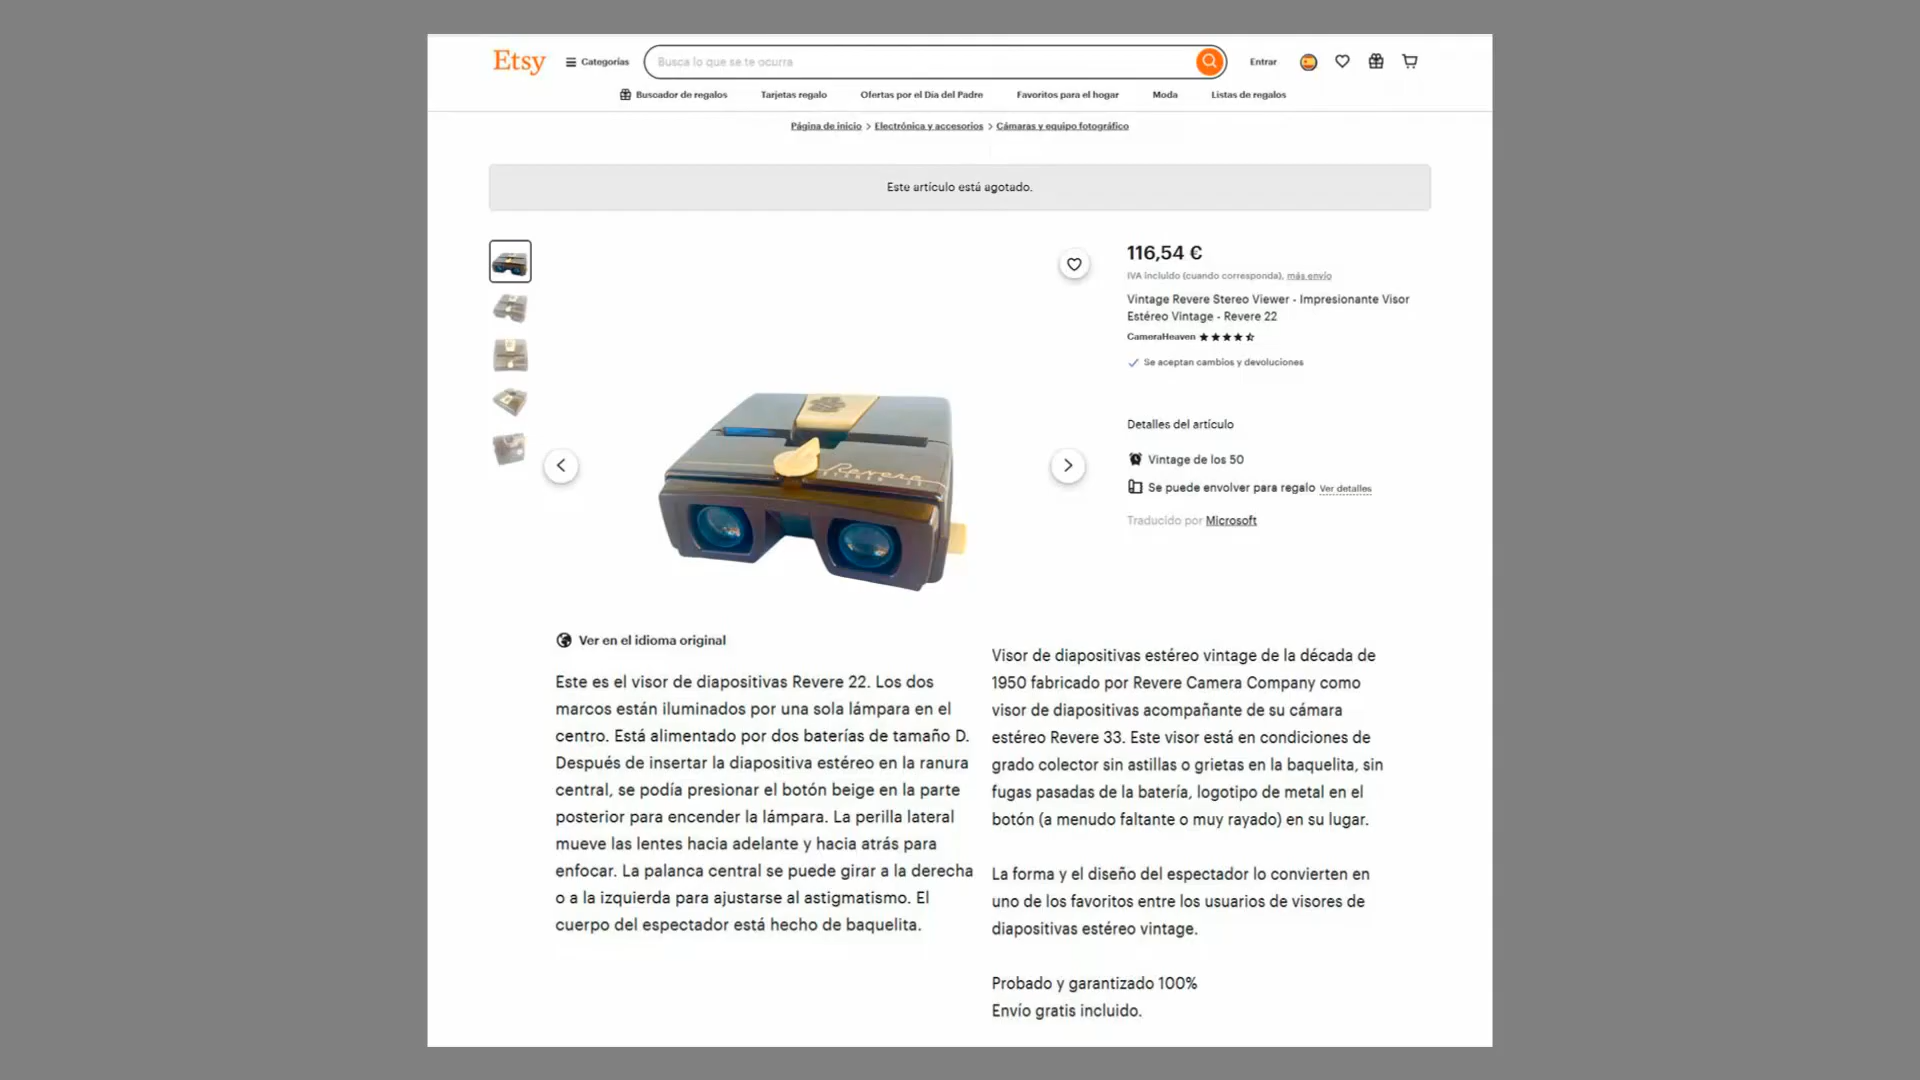 Etsy
Categorías
Busca lo que se te ocurra
Entrar
Buscador de regalos
Tarjetas regalo
Ofertas por el Día del Padre
Favoritos para el hogar
Moda
Listas de regalos
Página de inicio > Electrónica y accesorios > Cámaras y equipo fotográfico
Este artículo está agotado.
116,54 €
IVA incluido (cuando corresponda), más envío
Vintage Revere Stereo Viewer - Impresionante Visor
Estéreo Vintage - Revere 22
CameraHeaven
Se aceptan cambios y devoluciones
Detalles del artículo
Vintage de los 50
Se puede envolver para regalo Ver detalles
Traducido por Microsoft
Revere
Ver en el idioma original
Este es el visor de diapositivas Revere 22. Los dos
marcos están iluminados por una sola lámpara en el
centro. Está alimentado por dos baterías de tamaño D.
Después de insertar la diapositiva estéreo en la ranura
central, se podía presionar el botón beige en la parte
posterior para encender la lámpara. La perilla lateral
mueve las lentes hacia adelante y hacia atrás para
enfocar. La palanca central se puede girar a la derecha
o a la izquierda para ajustarse al astigmatismo. El
cuerpo del espectador está hecho de baquelita.
Visor de diapositivas estéreo vintage de la década de
1950 fabricado por Revere Camera Company como
visor de diapositivas acompañante de su cámara
estéreo Revere 33. Este visor está en condiciones de
grado colector sin astillas o grietas en la baquelita, sin
fugas pasadas de la batería, logotipo de metal en el
botón (a menudo faltante o muy rayado) en su lugar.
La forma y el diseño del espectador lo convierten en
uno de los favoritos entre los usuarios de visores de
diapositivas estéreo vintage.
Probado y garantizado 100%
Envío gratis incluido.